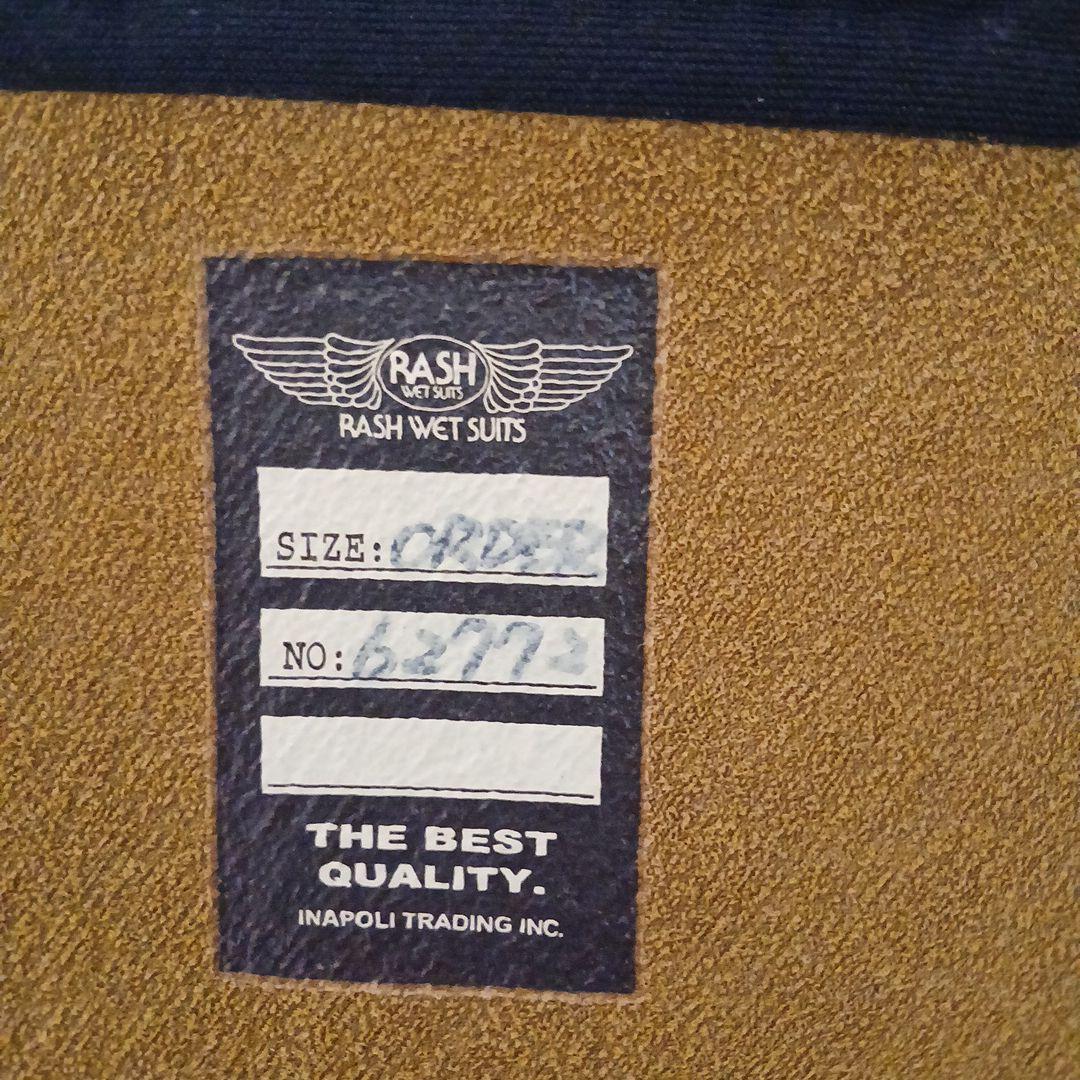 RASH
WET SUITS
RASH WET SUITS
SIZE: ORDER
NO: 62772
THE BEST
QUALITY.
INAPOLI TRADING INC.